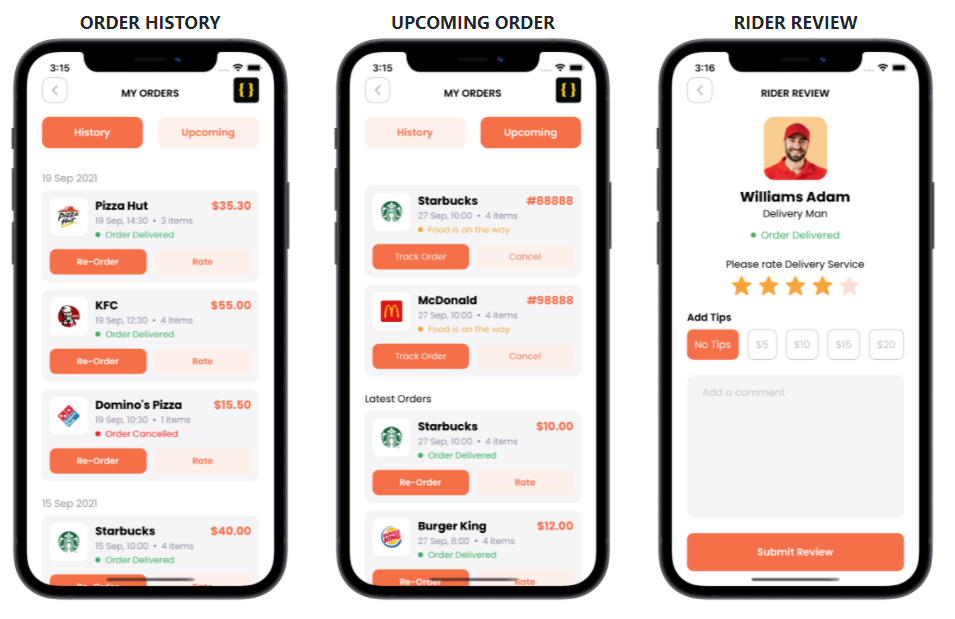 ORDER HISTORY
3:15
MY ORDERS
{ }
History
Upcoming
19 Sep 2021
Pizza Hut
Pizza Hut
$35.30
19 Sep, 14:30 • 3 items
Order Delivered
Re-Order
Rate
KFC
KFC
$55.00
19 Sep, 12:30 • 4 items
Order Delivered
Re-Order
Rate
Domino's Pizza
$15.50
19 Sep, 10:30 • 1 items
Order Cancelled
Re-Order
Rate
15 Sep 2021
Starbucks
$40.00
15 Sep, 10:00 • 4 items
Order Delivered
Re-Order
Rate
UPCOMING ORDER
3:15
MY ORDERS
{ }
History
Upcoming
Starbucks
#88888
27 Sep, 10:00 • 4 items
Food is on the way
Track Order
Cancel
McDonald
#98888
27 Sep, 10:00 • 4 items
Food is on the way
Track Order
Cancel
Latest Orders
Starbucks
$10.00
27 Sep, 10:00 • 4 items
Order Delivered
Re-Order
Rate
BURGER KING
Burger King
$12.00
27 Sep, 8:00 • 4 items
Order Delivered
Re-Order
Rate
RIDER REVIEW
3:16
RIDER REVIEW
Williams Adam
Delivery Man
Order Delivered
Please rate Delivery Service
Add Tips
No Tips
$5
$10
$15
$20
Add a comment
Submit Review